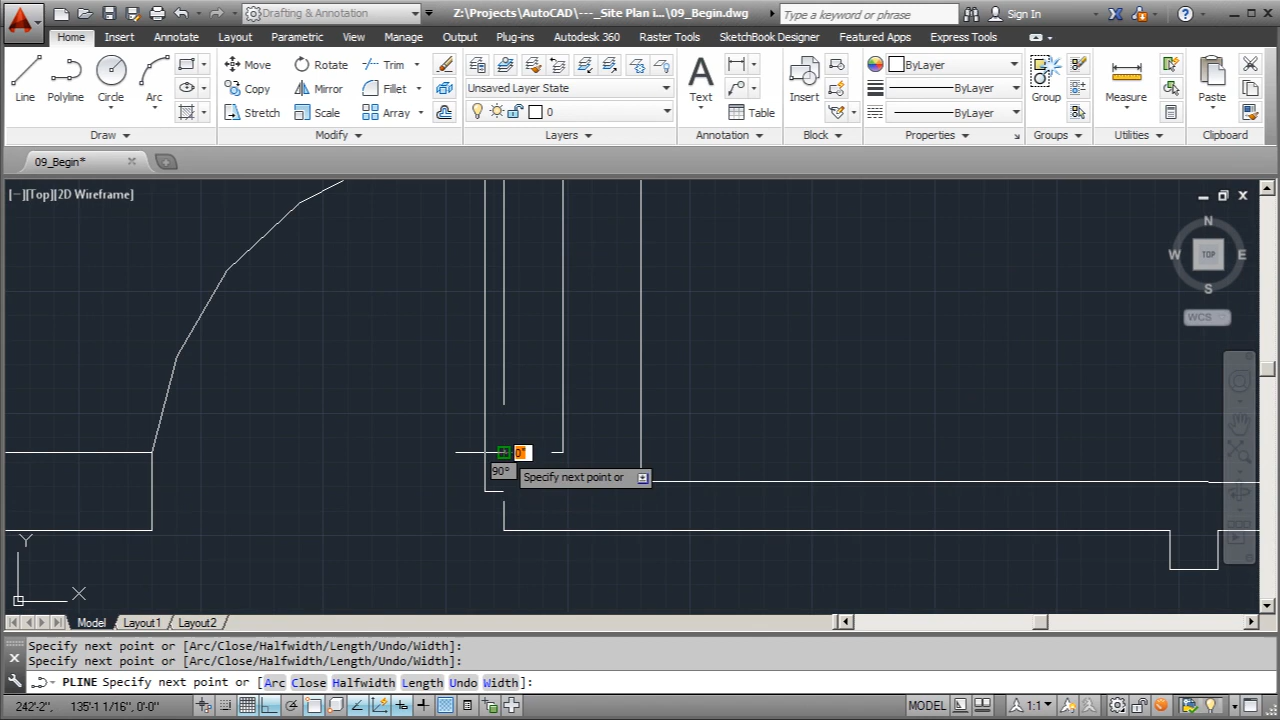 Drafting & Annotation
Z:\Projects\AutoCAD\---_Site Plan i...\09_Begin.dwg
Type a keyword or phrase
Sign In
Home Insert Annotate Layout Parametric View Manage Output Plug-ins Autodesk 360 Raster Tools SketchBook Designer Featured Apps Express Tools
Line Polyline Circle Arc
Move Rotate Trim
Copy Mirror Fillet
Stretch Scale Array
Unsaved Layer State
0
Text
Table
Insert
ByLayer
ByLayer
ByLayer
Group
Measure
Paste
Draw Modify Layers Annotation Block Properties Groups Utilities Clipboard
09_Begin*
[−][Top][2D Wireframe]
N
W TOP E
S
WCS
0°
90°
Specify next point or
Y
X
Model Layout1 Layout2
Specify next point or [Arc/Close/Halfwidth/Length/Undo/Width]:
Specify next point or [Arc/Close/Halfwidth/Length/Undo/Width]:
PLINE Specify next point or [Arc Close Halfwidth Length Undo Width]:
242'-2", 135'-1 1/16", 0'-0"
MODEL
1:1